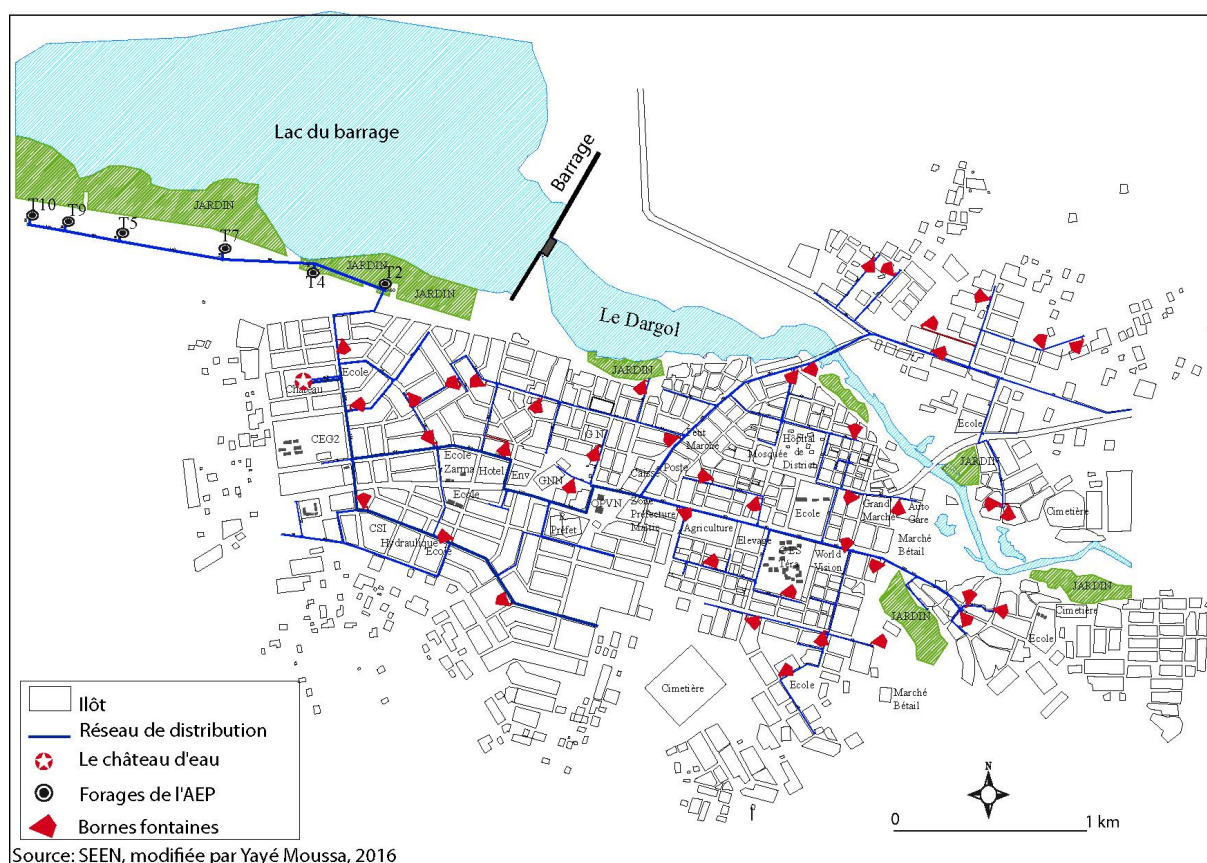 Lac du barrage
Barrage
JARDIN
T10
T9
T5
T7
T4
JARDIN
T2
JARDIN
Le Dargol
JARDIN
Ecole
Château
CEG2
Ecole
Zarma
Hotel
Env
GNN
Ecole
OPVN
Préfet
CSI
Hydraulique
Ecole
Petit
Marché
Poste
Mosquée
Hôpital
de
District
Ecole
Préfecture
Mairie
Agriculture
Elevage
CES
Téra
World
Vision
Grand
Marché
Auto
Gare
Marché
Bétail
Ecole
JARDIN
Cimetière
JARDIN
JARDIN
Cimetière
Ecole
Cimetière
Ecole
Marché
Bétail
Ilôt
Réseau de distribution
Le château d'eau
Forages de l'AEP
Bornes fontaines
N
0 1 km
Source: SEEN, modifiée par Yayé Moussa, 2016